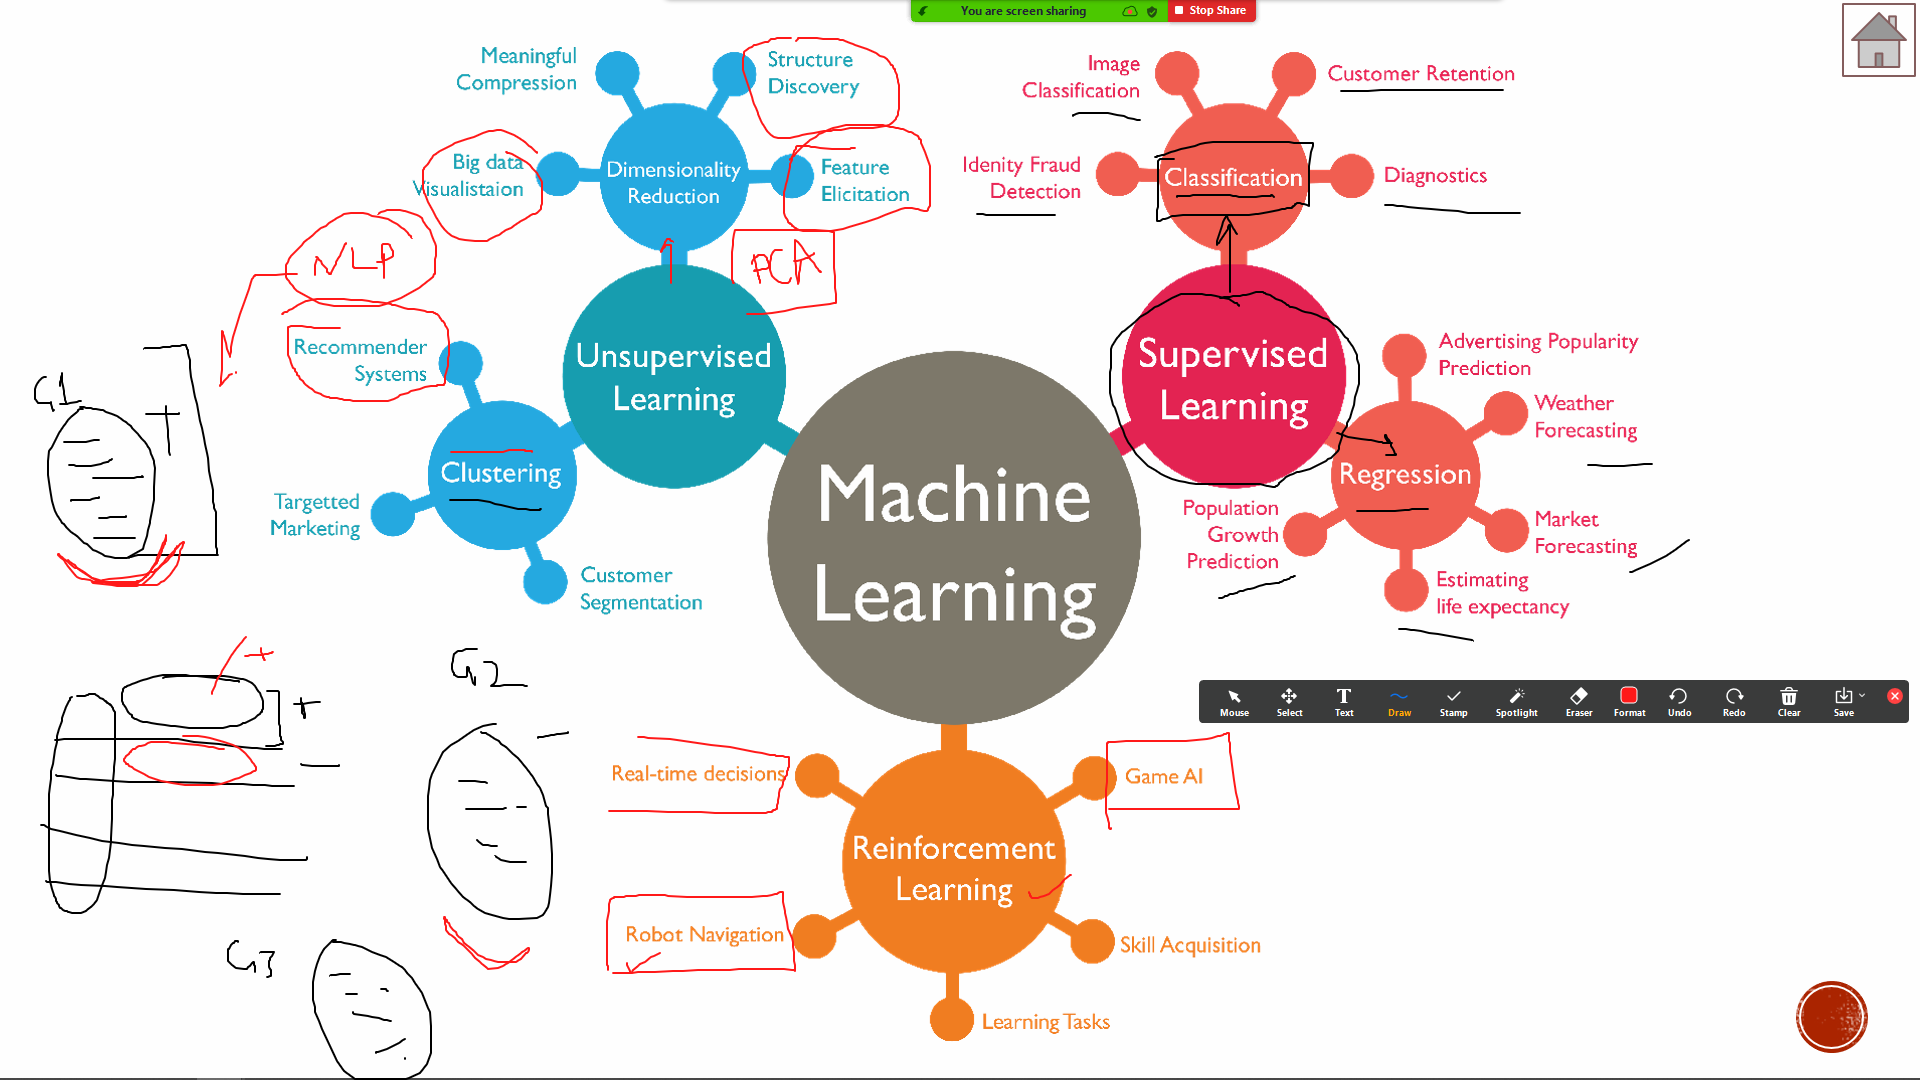 You are screen sharing
Stop Share
Meaningful
Compression
Structure
Discovery
Big data
Visualistaion
Dimensionality
Reduction
Feature
Elicitation
NLP
PCA
Recommender
Systems
Unsupervised
Learning
Clustering
Targetted
Marketing
Customer
Segmentation
G1
+
Image
Classification
Customer Retention
Idenity Fraud
Detection
Classification
Diagnostics
Supervised
Learning
Advertising Popularity
Prediction
Weather
Forecasting
Regression
Population
Growth
Prediction
Market
Forecasting
Estimating
life expectancy
Machine
Learning
Mouse
Select
Text
Draw
Stamp
Spotlight
Eraser
Format
Undo
Redo
Clear
Save
+
+
-
G2
-
G3
Real-time decisions
Game AI
Reinforcement
Learning
Robot Navigation
Skill Acquisition
Learning Tasks